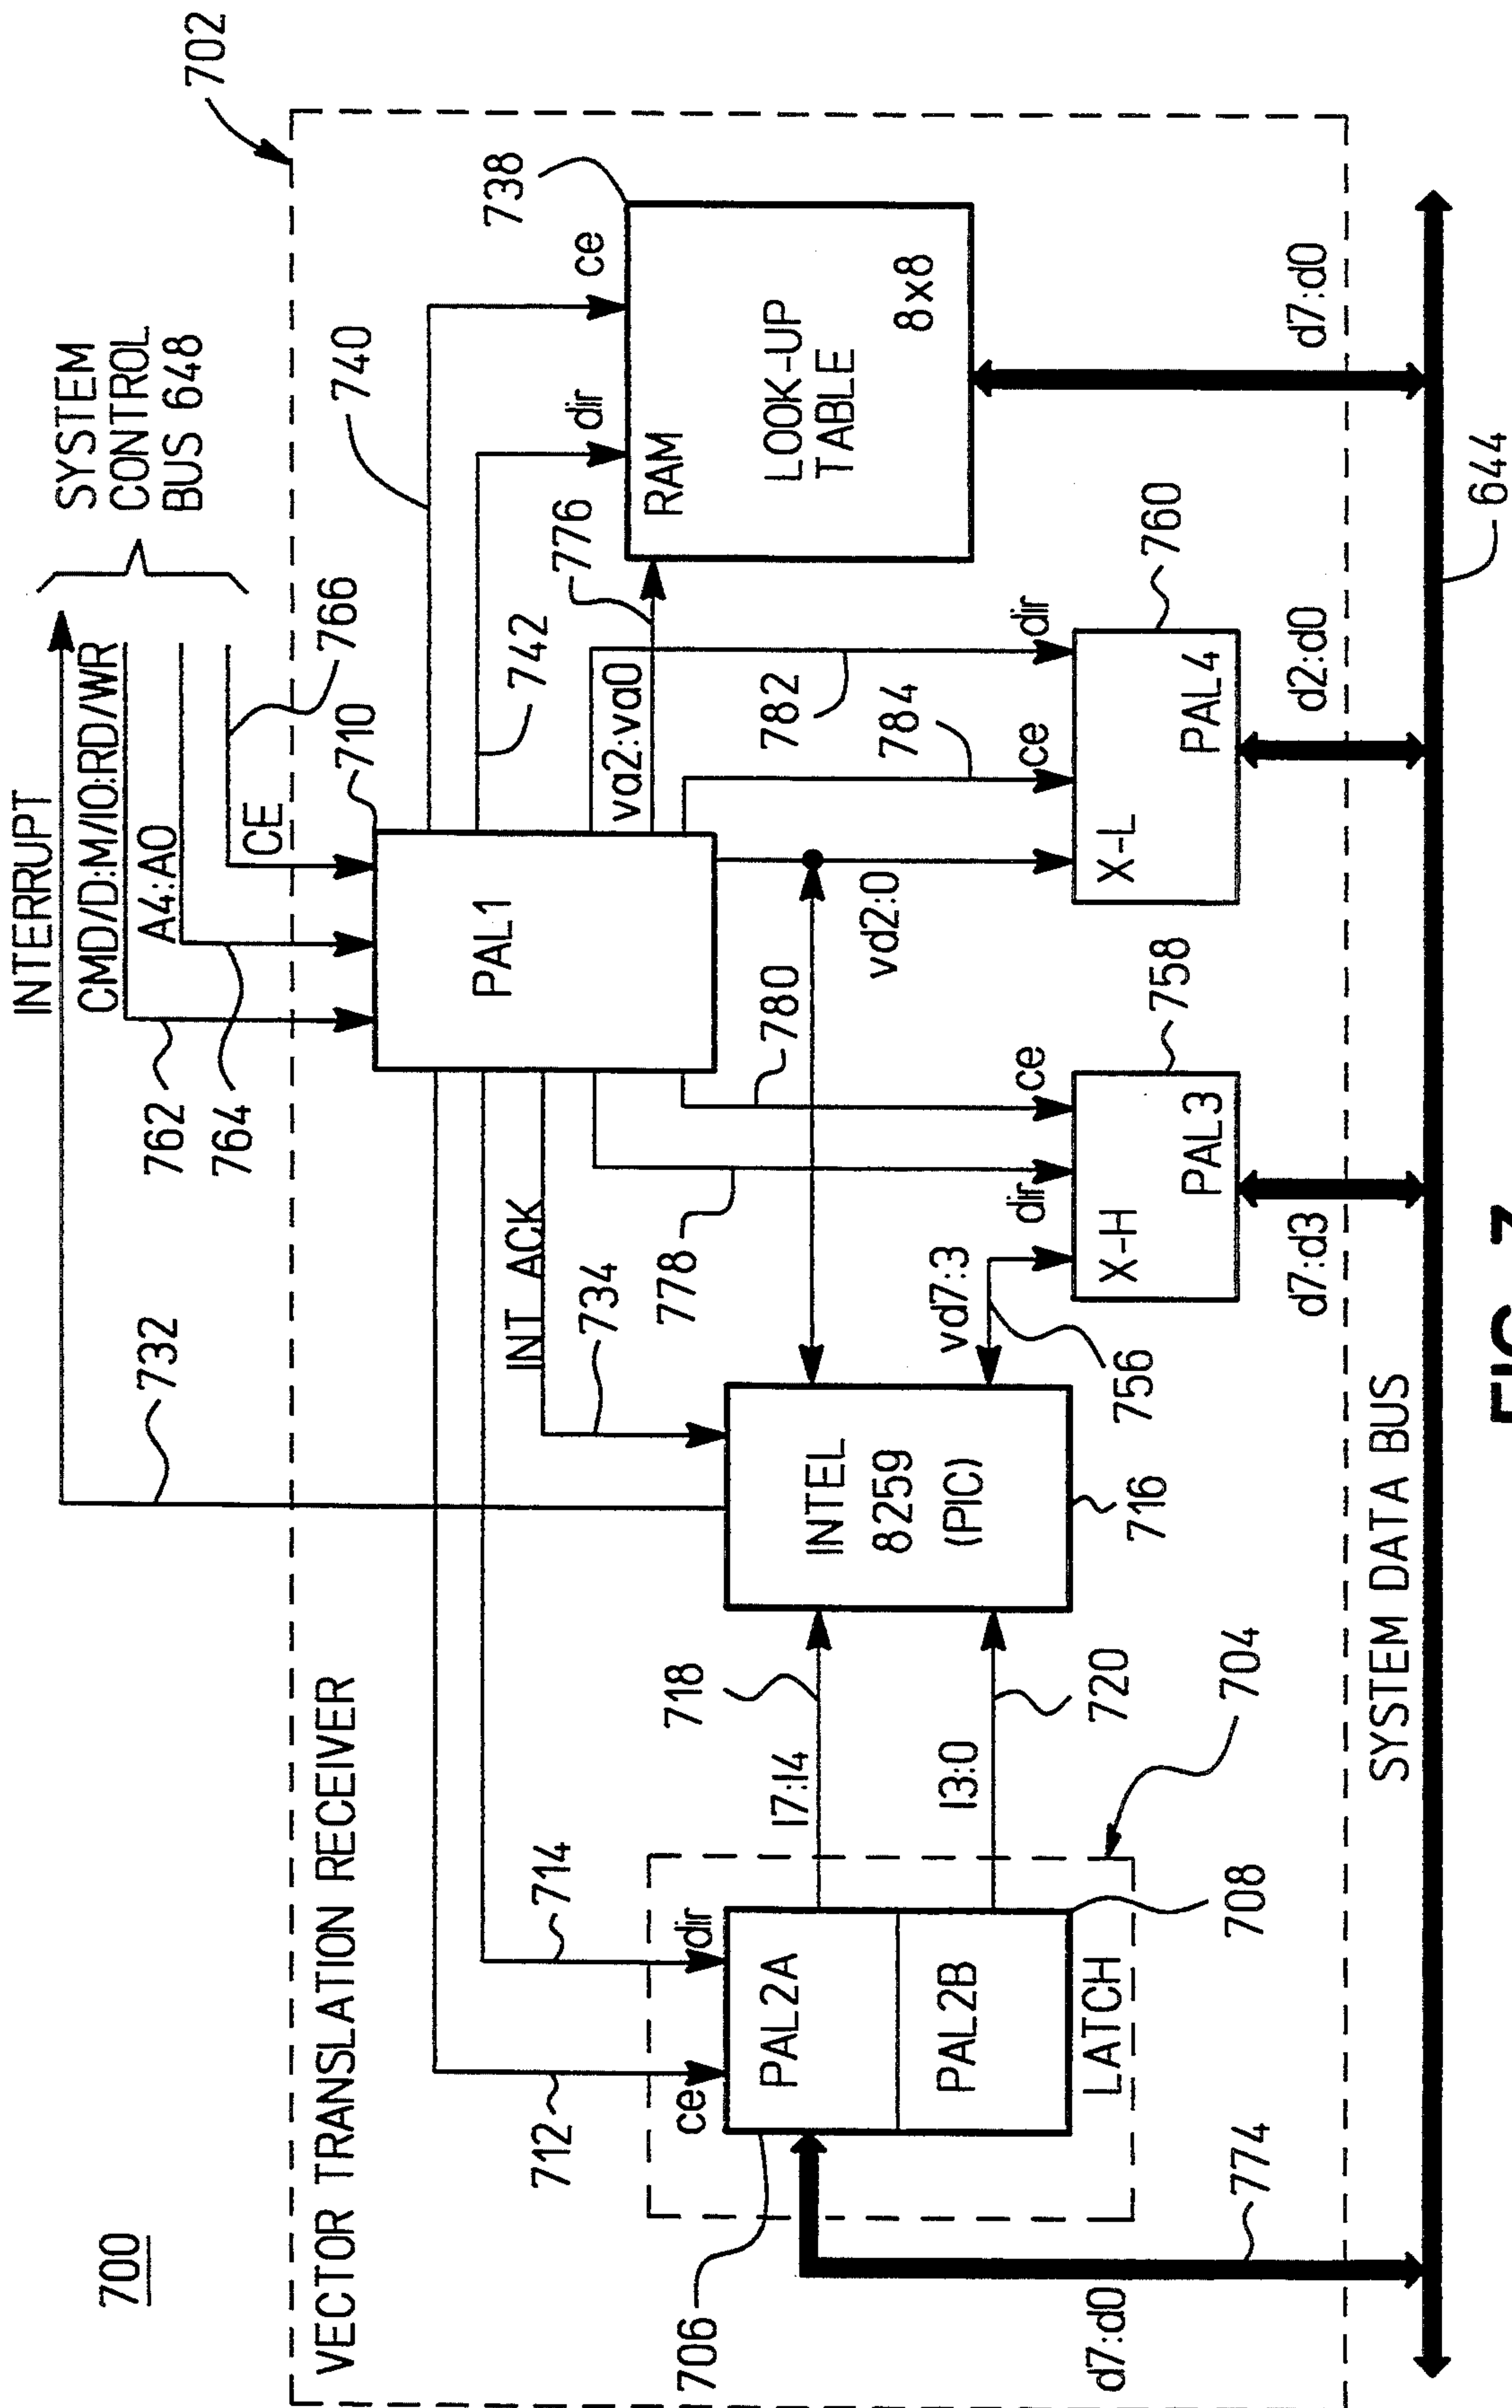 700
702
SYSTEM
CONTROL
BUS 648
INTERRUPT
CMD/D:M/IO:RD/WR
A4:A0
CE
762
764
766
732
VECTOR TRANSLATION RECEIVER
710
PAL1
740
742
776
va2:va0
782
784
738
dir
ce
RAM
LOOK-UP
TABLE
8x8
INT ACK
734
778
780
712
714
ce
dir
706
PAL2A
PAL2B
LATCH
708
704
I7:I4
718
I3:0
720
INTEL
8259
(PIC)
716
vd7:3
756
vd2:0
dir
ce
X-H
PAL3
758
ce
dir
X-L
PAL4
760
d7:d0
774
d7:d3
d2:d0
d7:d0
SYSTEM DATA BUS
644